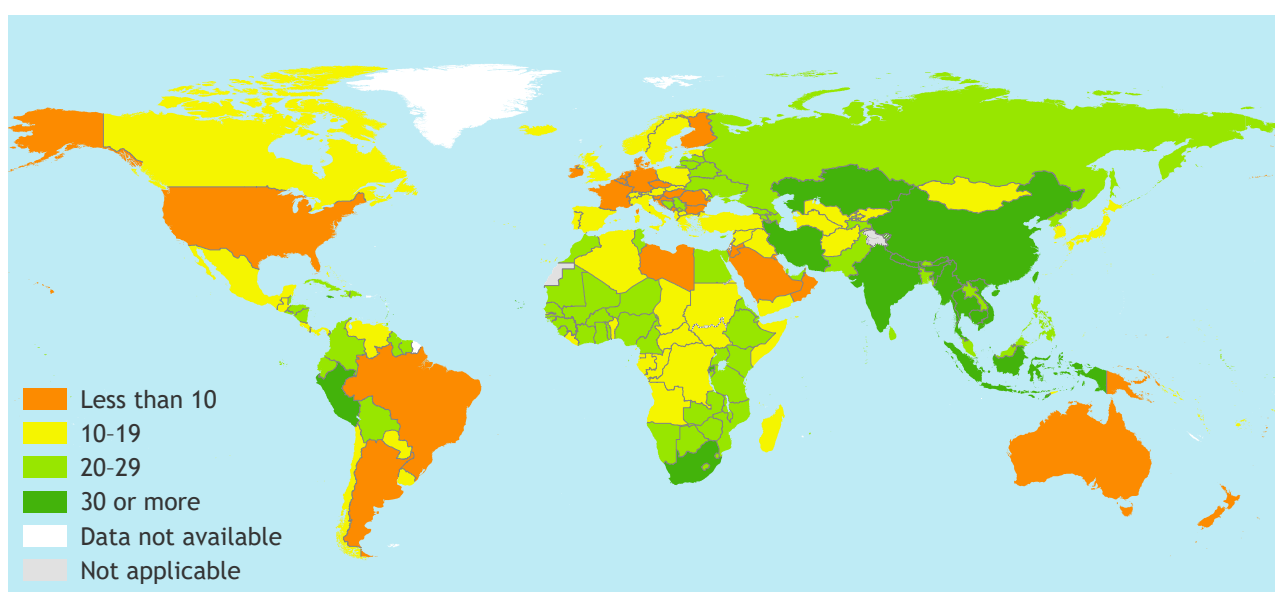 Less than 10
10–19
20–29
30 or more
Data not available
Not applicable